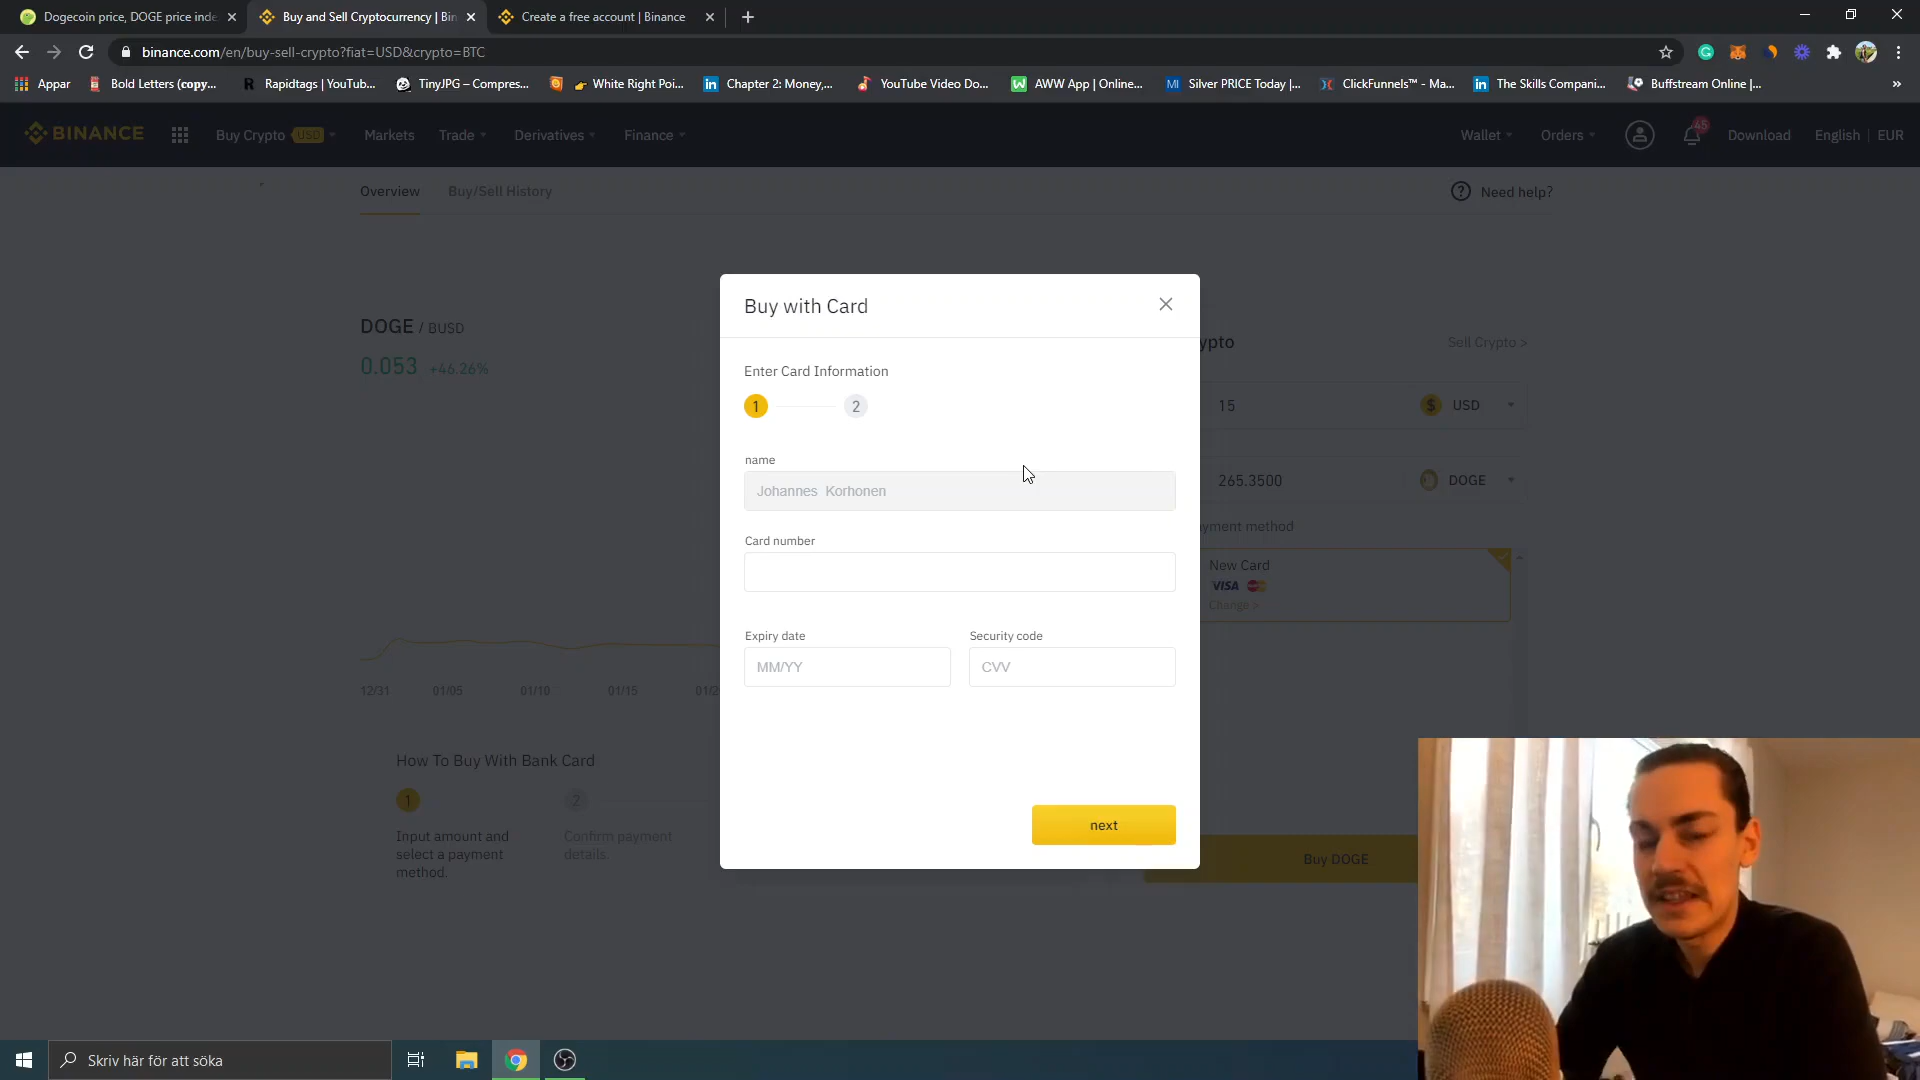 Dogecoin price, DOGE price inde
Buy and Sell Cryptocurrency | Bin
Create a free account | Binance
binance.com/en/buy-sell-crypto?fiat=USD&crypto=BTC
Appar
Bold Letters (copy...
Rapidtags | YouTub...
TinyJPG – Compres...
White Right Poi...
Chapter 2: Money,...
YouTube Video Do...
AWW App | Online...
Silver PRICE Today |...
ClickFunnels™ - Ma...
The Skills Compani...
Buffstream Online |...
BINANCE
Buy Crypto USD
Markets
Trade
Derivatives
Finance
Wallet
Orders
45
Download
English | EUR
Overview
Buy/Sell History
Need help?
DOGE / BUSD
0.053 +46.26%
12/31 01/05 01/10 01/15 01/2
How To Buy With Bank Card
1
2
Input amount and
select a payment
method.
Confirm payment
details.
Buy with Card
Enter Card Information
1 2
name
Johannes Korhonen
Card number
Expiry date
MM/YY
Security code
CVV
next
ypto
Sell Crypto >
15
USD
265.3500
DOGE
yment method
New Card
VISA
Change >
Buy DOGE
Skriv här för att söka